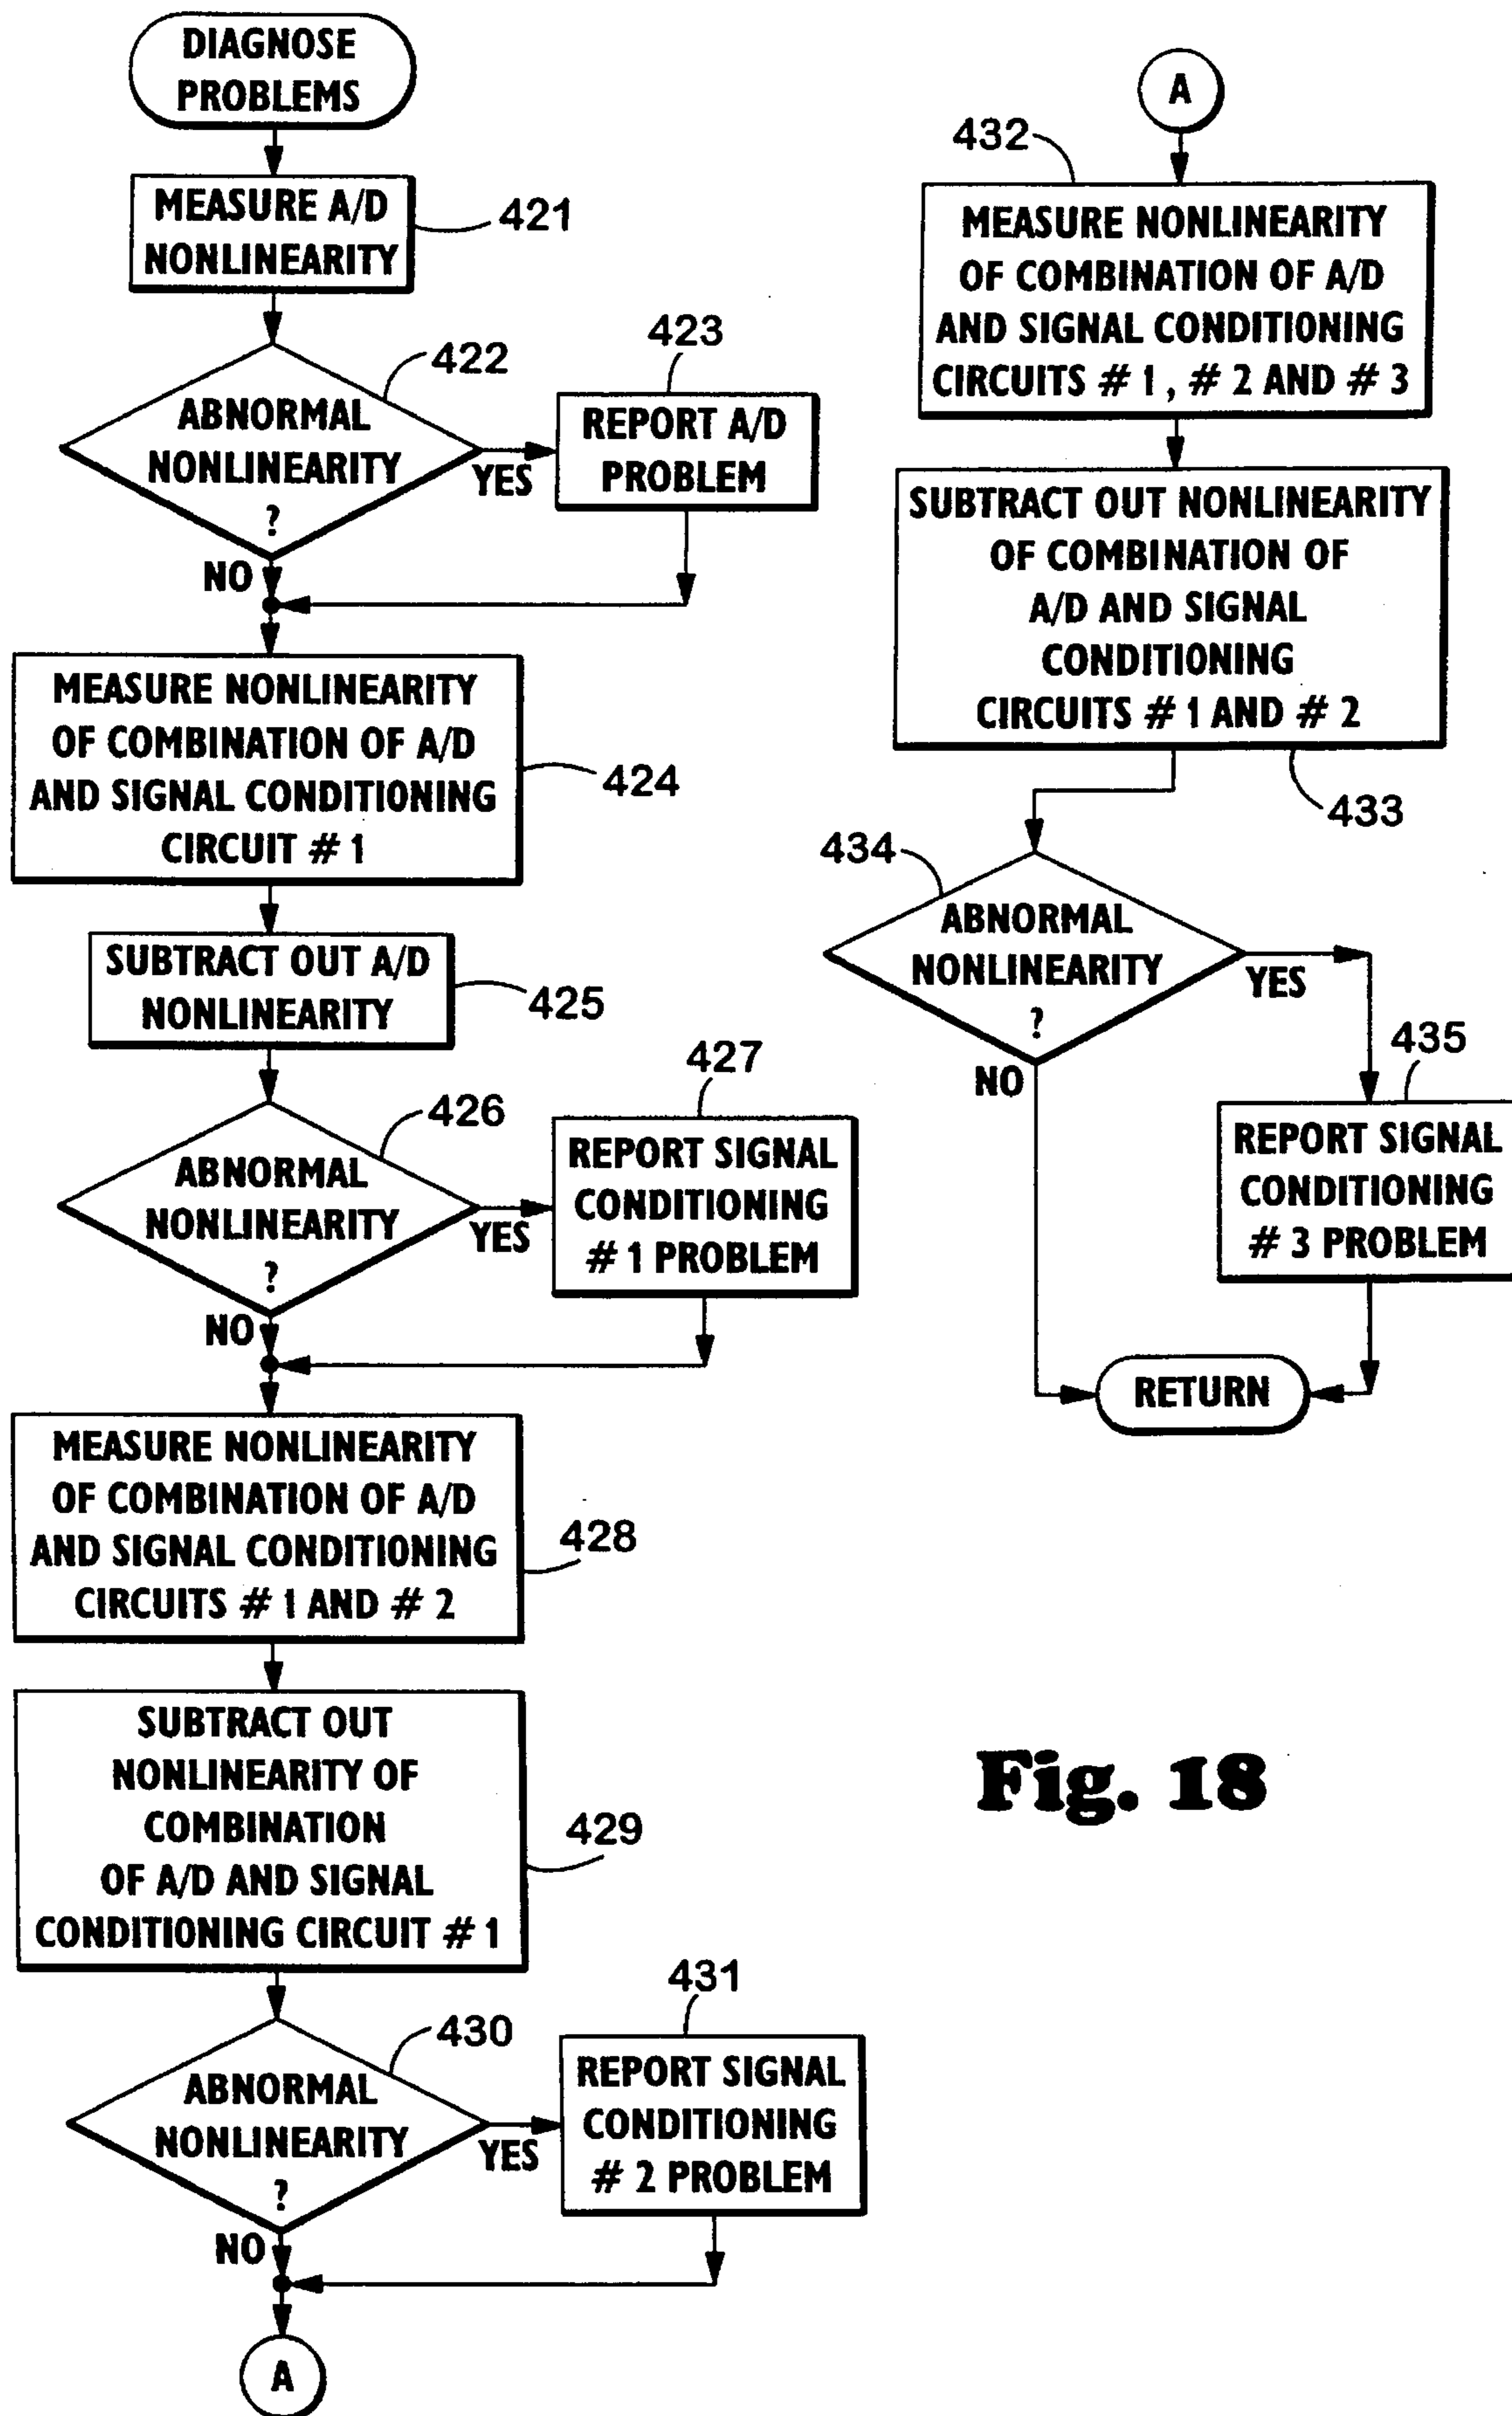 DIAGNOSE
PROBLEMS
MEASURE A/D
NONLINEARITY
421
ABNORMAL
NONLINEARITY
?
422
YES
NO
423
REPORT A/D
PROBLEM
MEASURE NONLINEARITY
OF COMBINATION OF A/D
AND SIGNAL CONDITIONING
CIRCUIT # 1
424
SUBTRACT OUT A/D
NONLINEARITY
425
ABNORMAL
NONLINEARITY
?
426
YES
NO
427
REPORT SIGNAL
CONDITIONING
# 1 PROBLEM
MEASURE NONLINEARITY
OF COMBINATION OF A/D
AND SIGNAL CONDITIONING
CIRCUITS # 1 AND # 2
428
SUBTRACT OUT
NONLINEARITY OF
COMBINATION
OF A/D AND SIGNAL
CONDITIONING CIRCUIT # 1
429
ABNORMAL
NONLINEARITY
?
430
YES
NO
431
REPORT SIGNAL
CONDITIONING
# 2 PROBLEM
A
A
432
MEASURE NONLINEARITY
OF COMBINATION OF A/D
AND SIGNAL CONDITIONING
CIRCUITS # 1, # 2 AND # 3
SUBTRACT OUT NONLINEARITY
OF COMBINATION OF
A/D AND SIGNAL
CONDITIONING
CIRCUITS # 1 AND # 2
433
434
ABNORMAL
NONLINEARITY
?
YES
NO
435
REPORT SIGNAL
CONDITIONING
# 3 PROBLEM
RETURN
Fig. 18